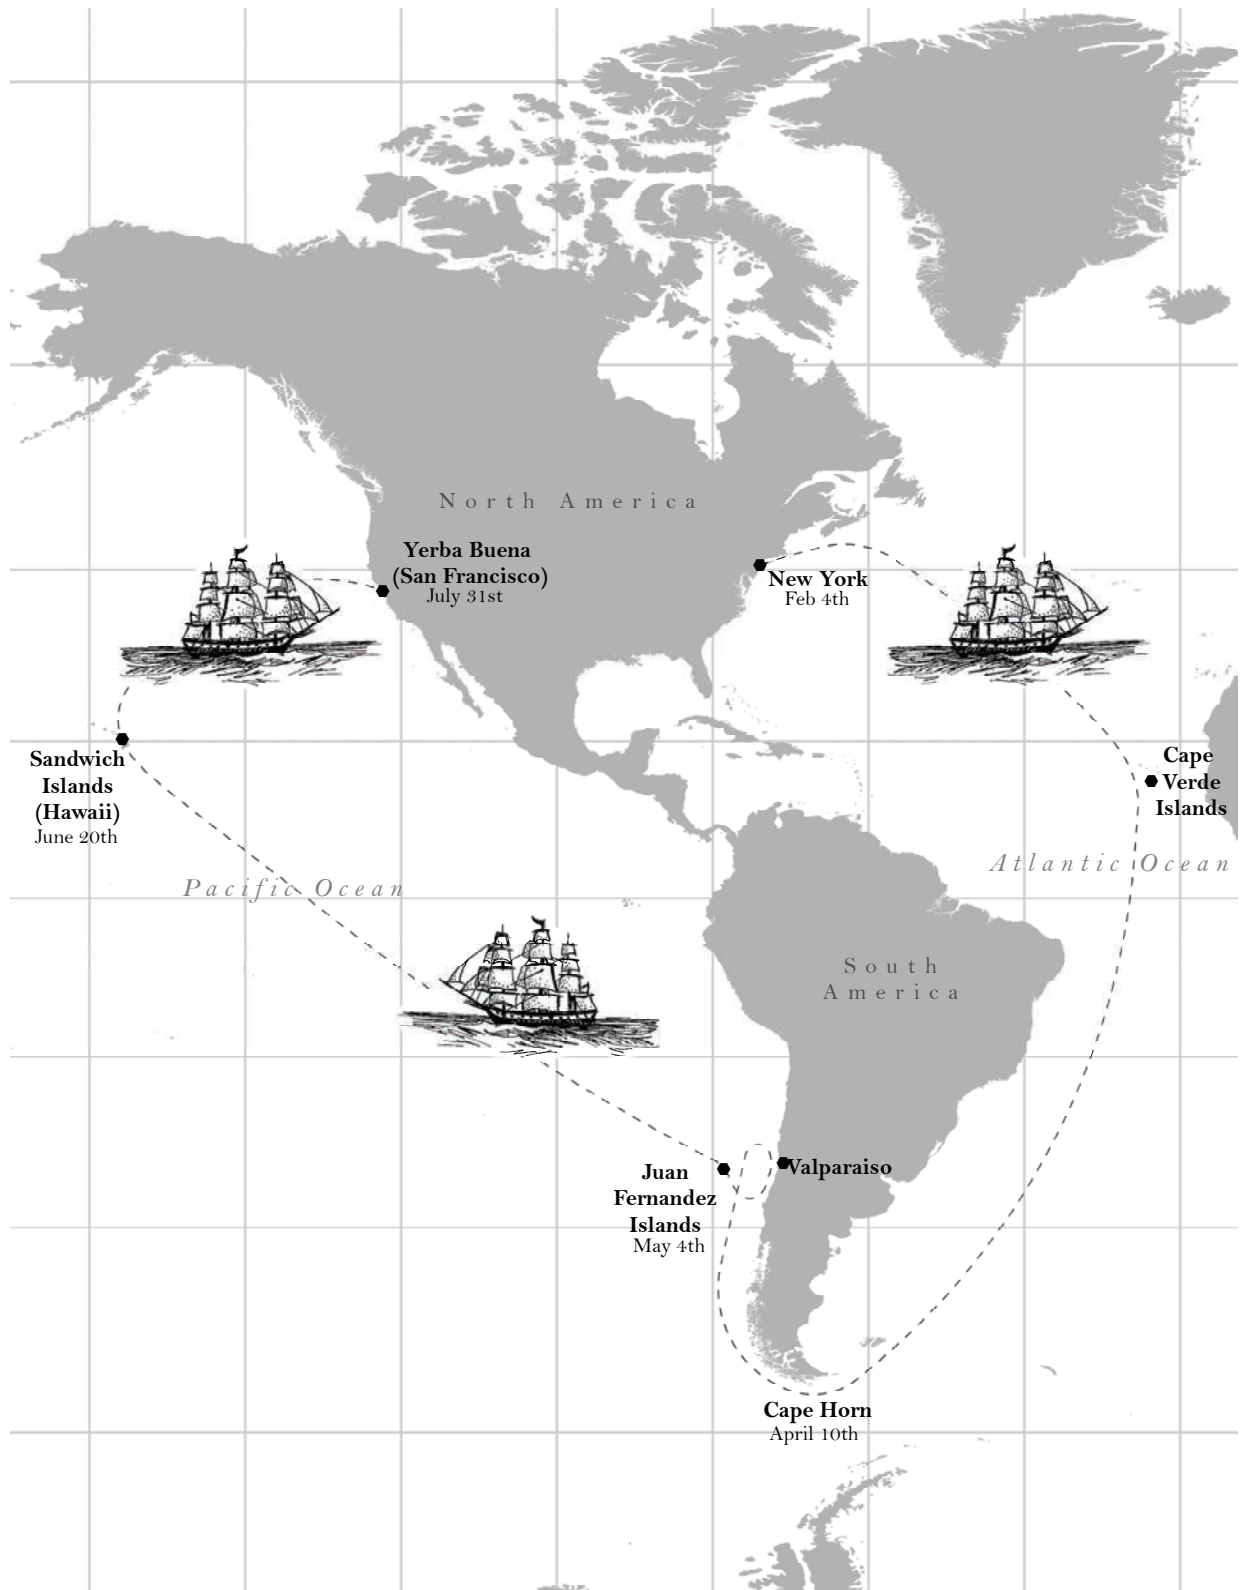 North America
Yerba Buena
(San Francisco)
July 31st
New York
Feb 4th
Sandwich
Islands
(Hawaii)
June 20th
Cape
Verde
Islands
Pacific Ocean
Atlantic Ocean
South
America
Juan
Fernandez
Islands
May 4th
Valparaiso
Cape Horn
April 10th